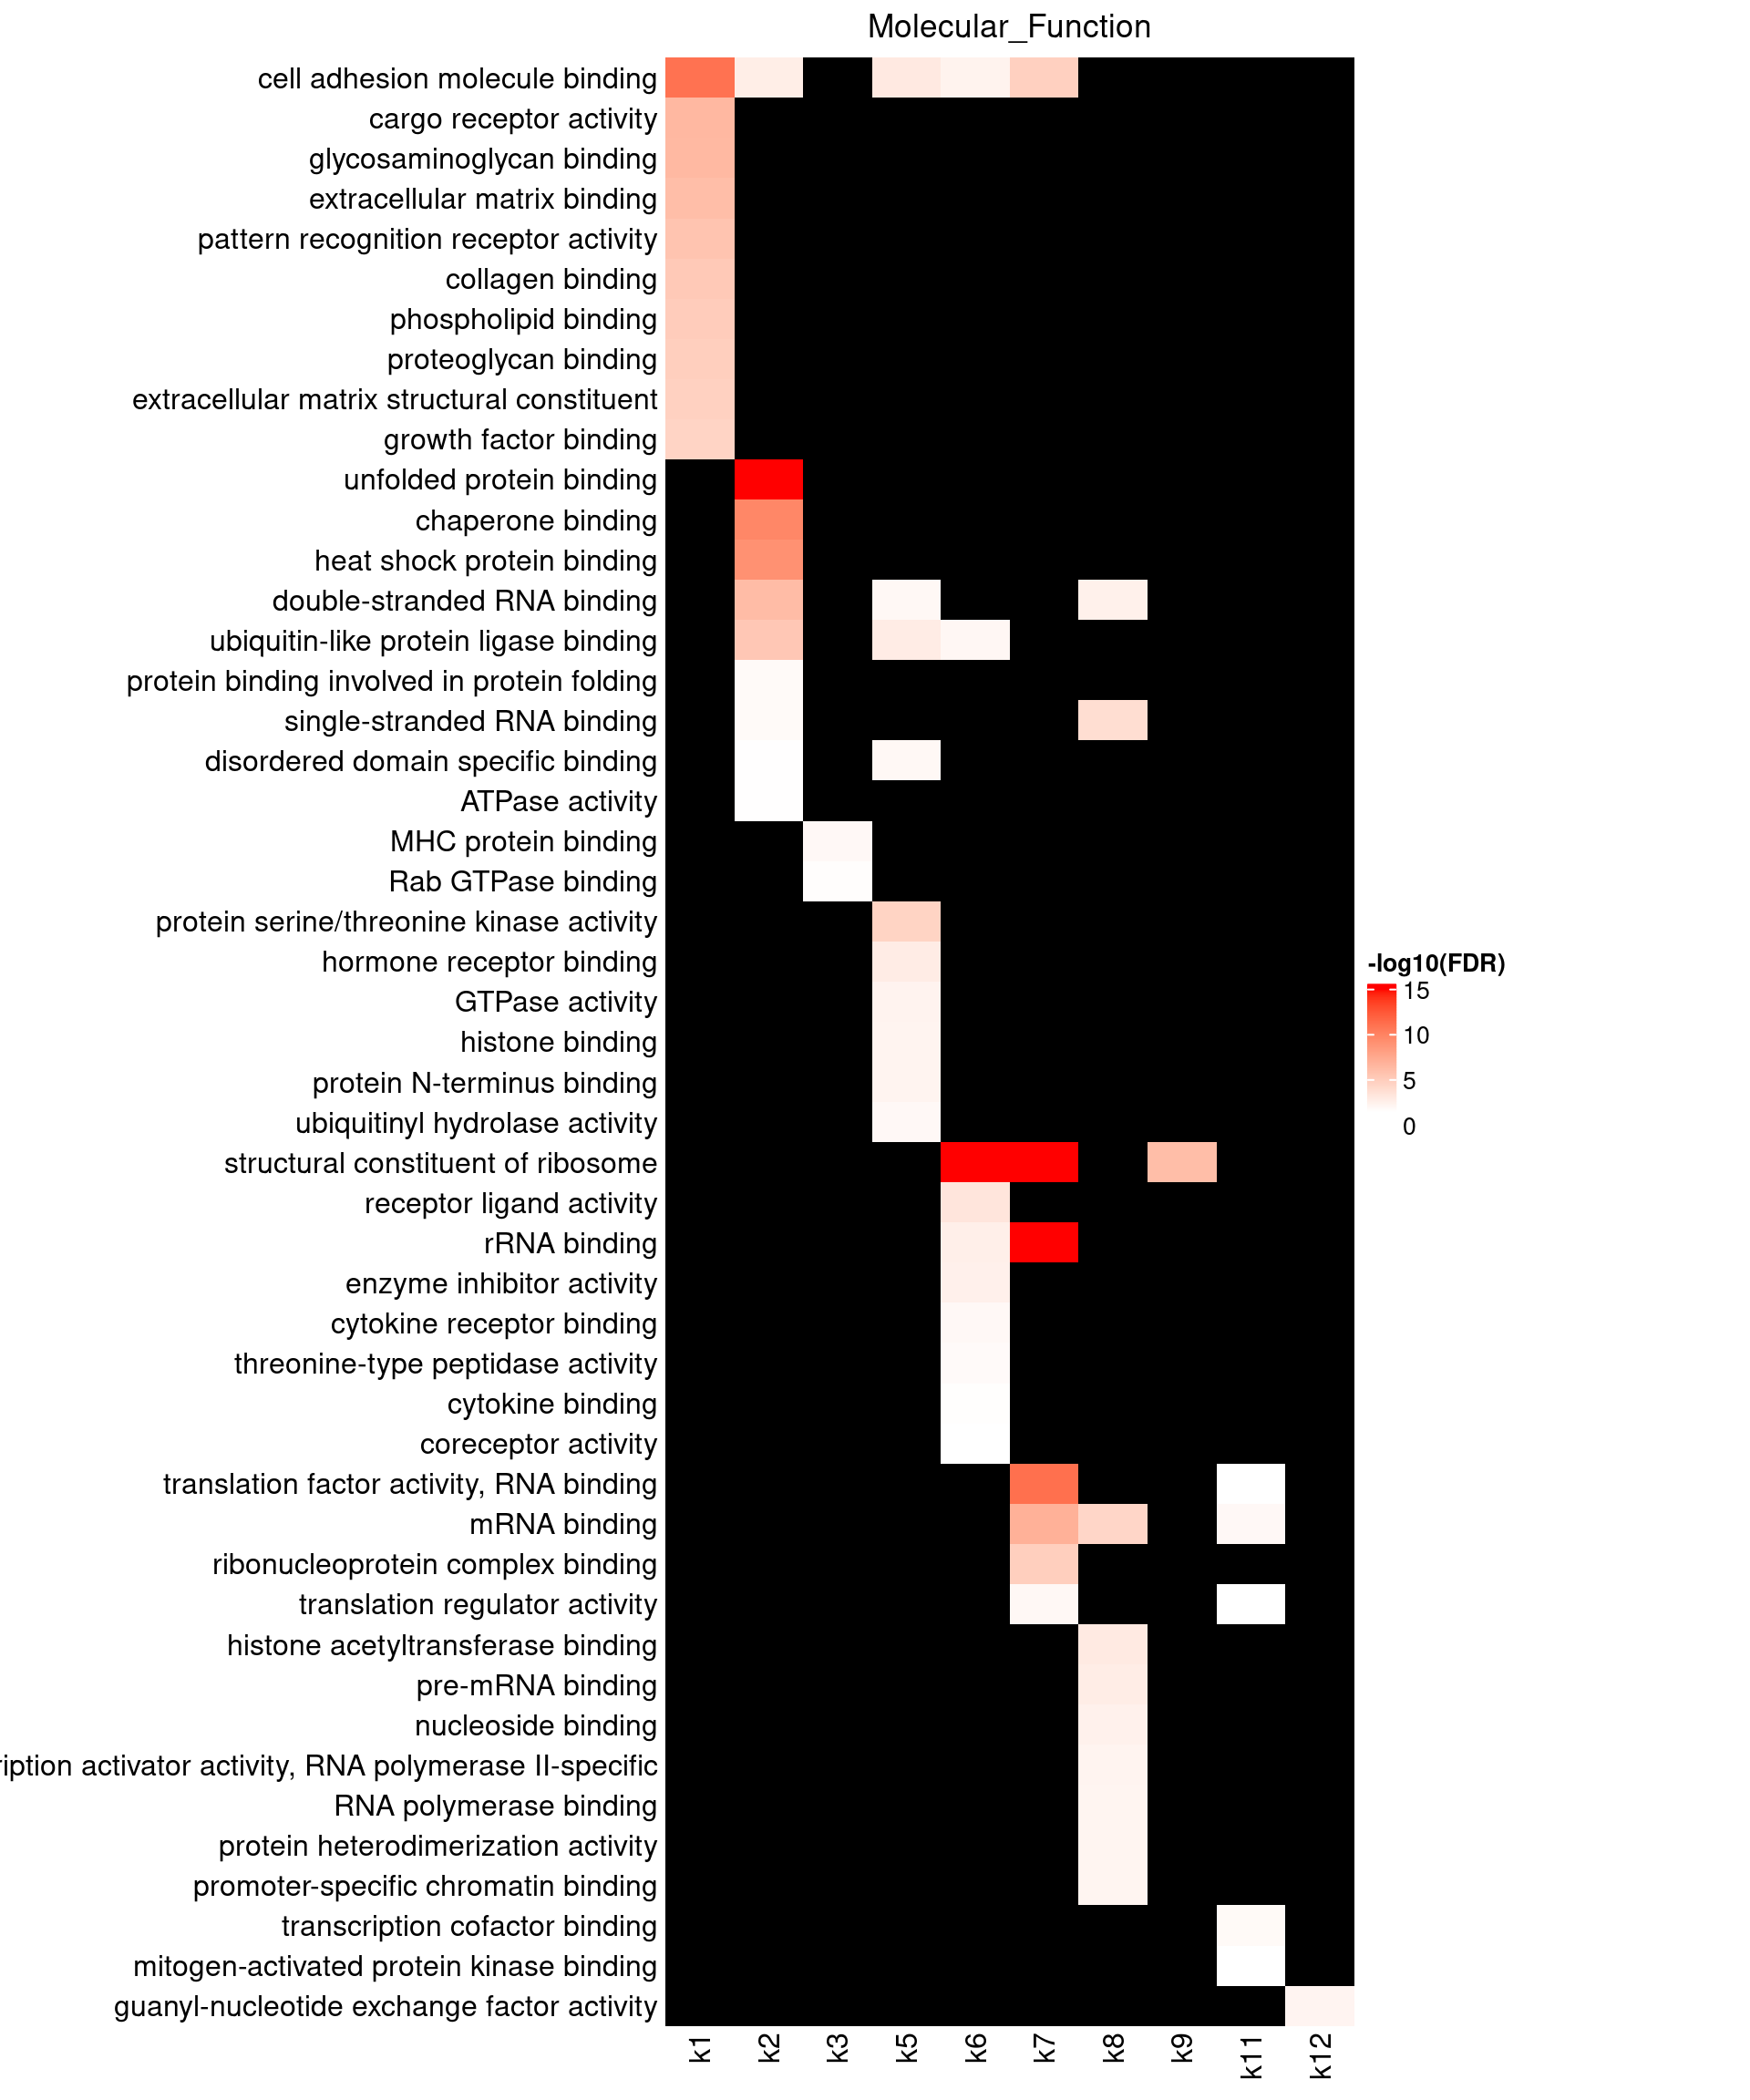 Molecular_Function
cell adhesion molecule binding
cargo receptor activity
glycosaminoglycan binding
extracellular matrix binding
pattern recognition receptor activity
collagen binding
phospholipid binding
proteoglycan binding
extracellular matrix structural constituent
growth factor binding
unfolded protein binding
chaperone binding
heat shock protein binding
double-stranded RNA binding
ubiquitin-like protein ligase binding
protein binding involved in protein folding
single-stranded RNA binding
disordered domain specific binding
ATPase activity
MHC protein binding
Rab GTPase binding
protein serine/threonine kinase activity
hormone receptor binding
GTPase activity
histone binding
protein N-terminus binding
ubiquitinyl hydrolase activity
structural constituent of ribosome
receptor ligand activity
rRNA binding
enzyme inhibitor activity
cytokine receptor binding
threonine-type peptidase activity
cytokine binding
coreceptor activity
translation factor activity, RNA binding
mRNA binding
ribonucleoprotein complex binding
translation regulator activity
histone acetyltransferase binding
pre-mRNA binding
nucleoside binding
ription activator activity, RNA polymerase II-specific
RNA polymerase binding
protein heterodimerization activity
promoter-specific chromatin binding
transcription cofactor binding
mitogen-activated protein kinase binding
guanyl-nucleotide exchange factor activity
k1 k2 k3 k5 k6 k7 k8 k9 k11 k12
-log10(FDR)
15
10
5
0